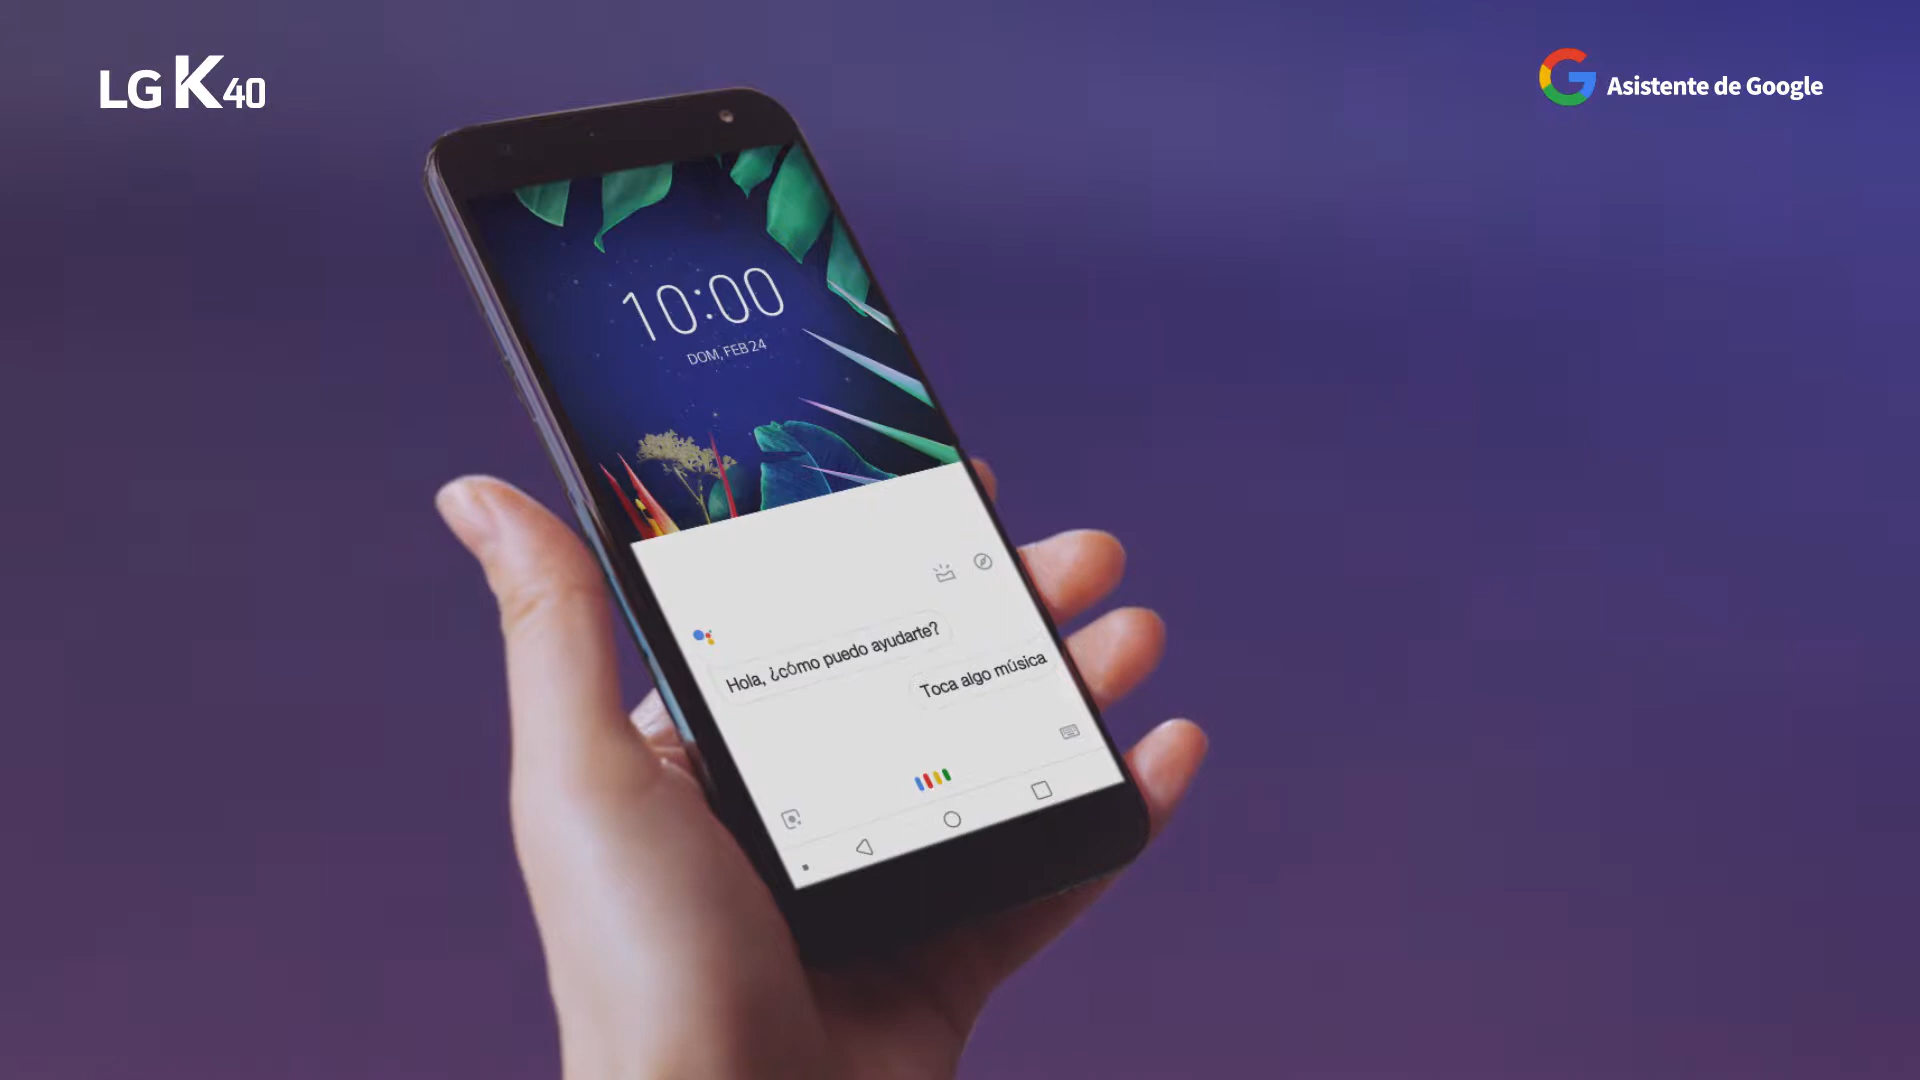 LG K40
Asistente de Google
10:00
DOM, FEB 24
Hola, ¿cómo puedo ayudarte?
Toca algo música